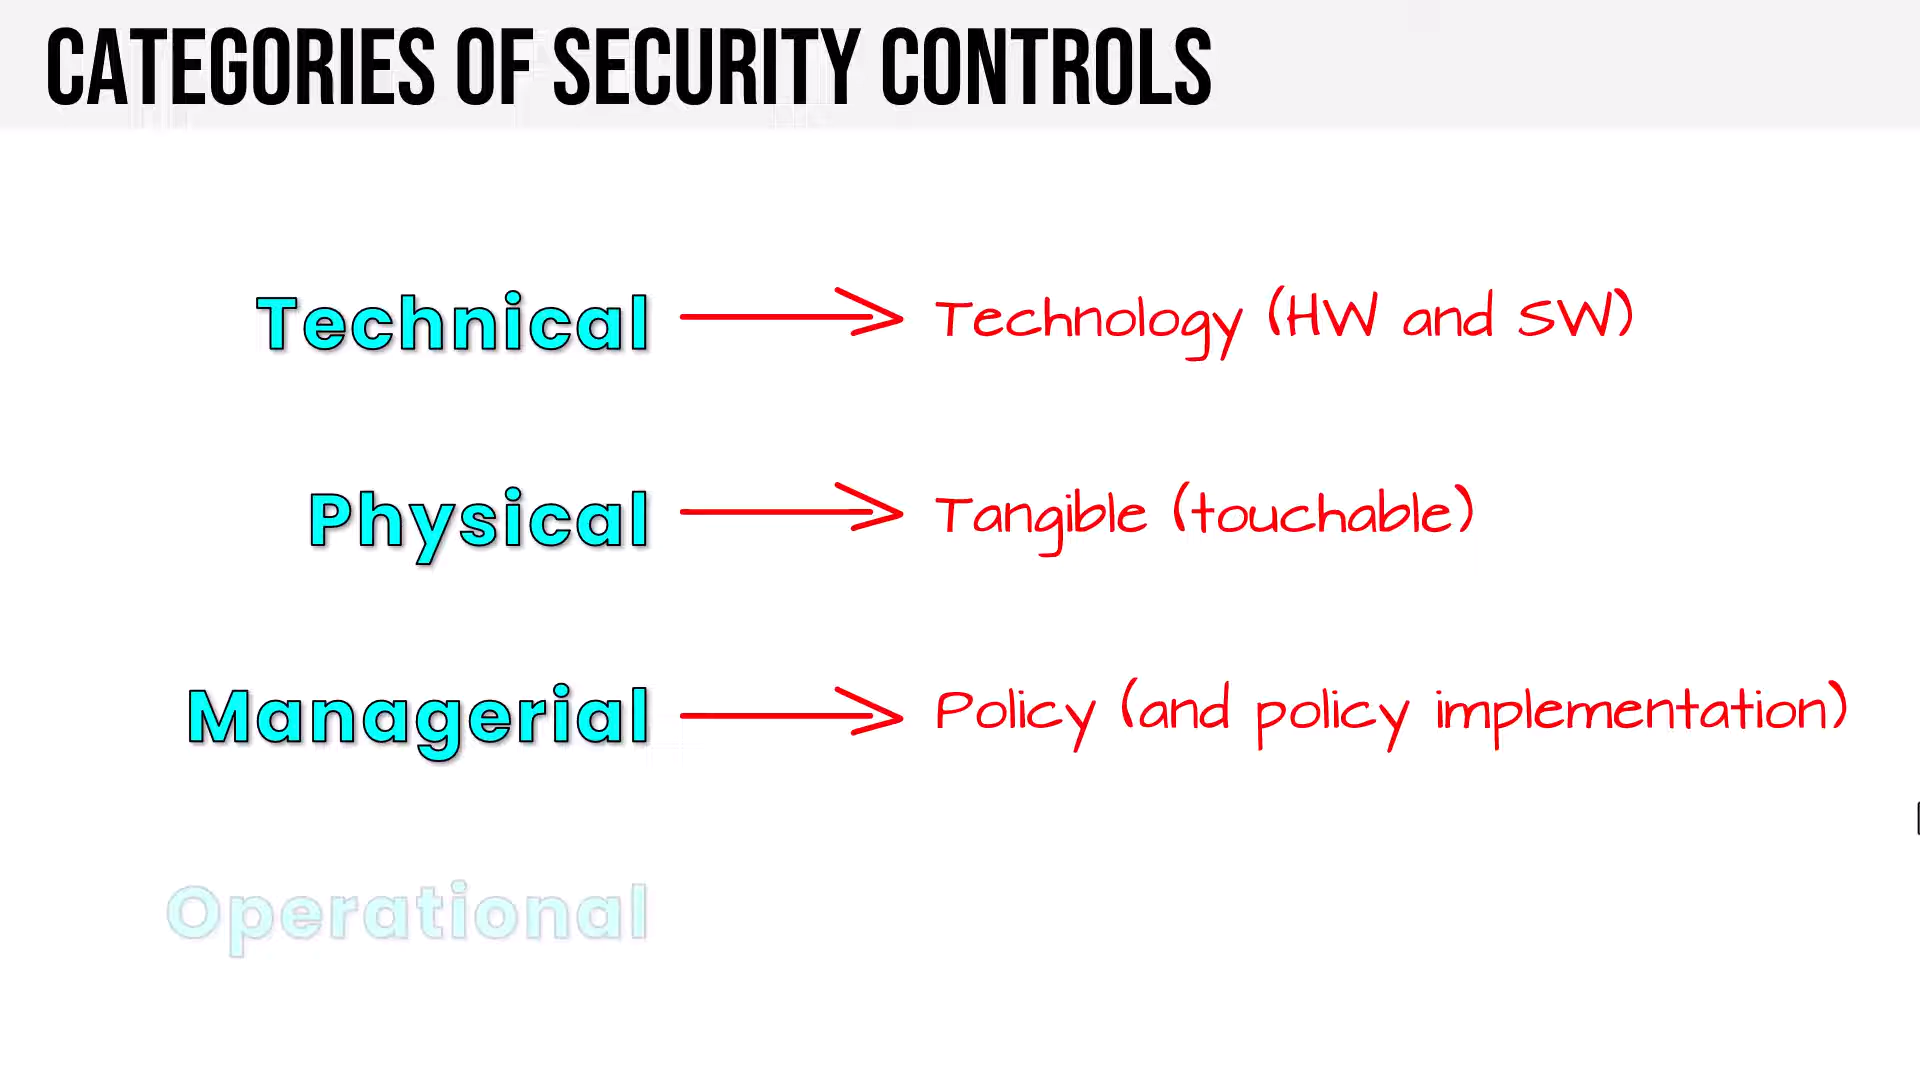 CATEGORIES OF SECURITY CONTROLS
Technical Technology (HW and SW)
Physical Tangible (touchable)
Managerial Policy (and policy implementation)
Operational